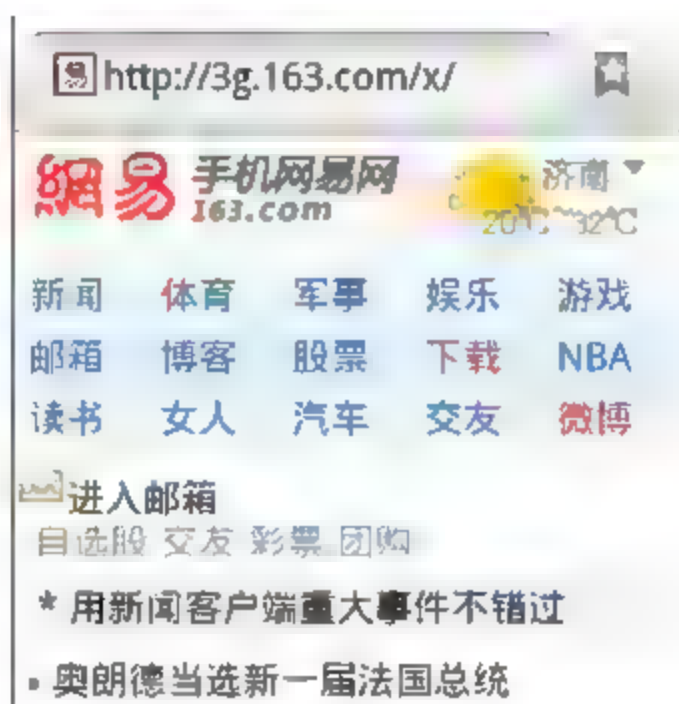 http://3g.163.com/x/
網易 手机网易网 济南
163.com 20°C~32°C
新闻 体育 军事 娱乐 游戏
邮箱 博客 股票 下载 NBA
读书 女人 汽车 交友 微博
进入邮箱
自选股 交友 彩票 团购
* 用新闻客户端重大事件不错过
▪ 奥朗德当选新一届法国总统